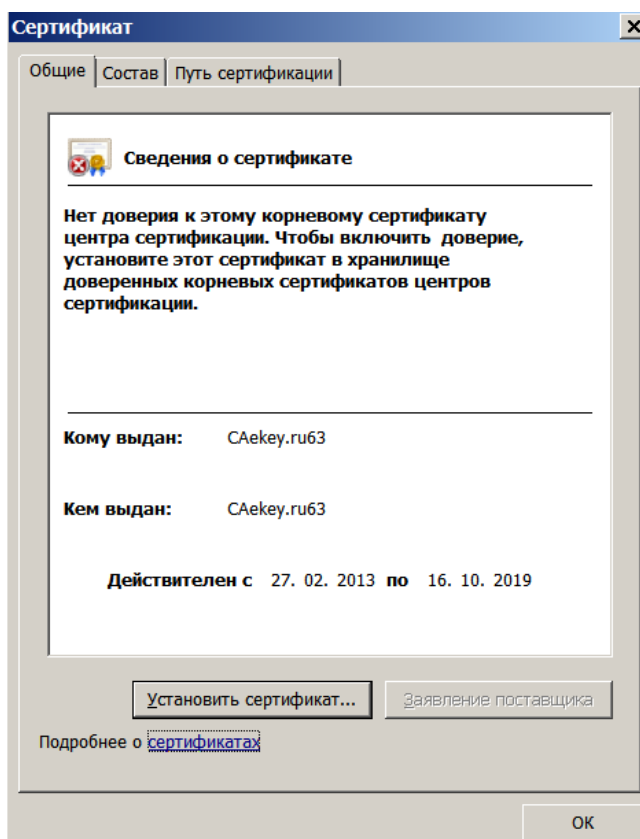 Сертификат
Общие Состав Путь сертификации
Сведения о сертификате
Нет доверия к этому корневому сертификату
центра сертификации. Чтобы включить доверие,
установите этот сертификат в хранилище
доверенных корневых сертификатов центров
сертификации.
Кому выдан: CAekey.ru63
Кем выдан: CAekey.ru63
Действителен с 27. 02. 2013 по 16. 10. 2019
Установить сертификат... Заявление поставщика
Подробнее о сертификатах
ОК